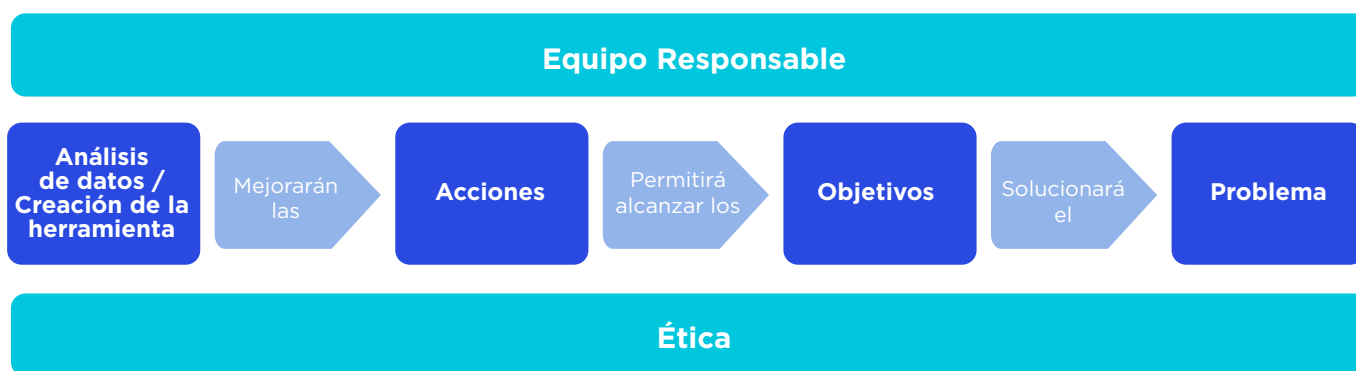 Equipo Responsable
Análisis
de datos /
Creación de la
herramienta
Mejorarán
las
Acciones
Permitirá
alcanzar los
Objetivos
Solucionará
el
Problema
Ética